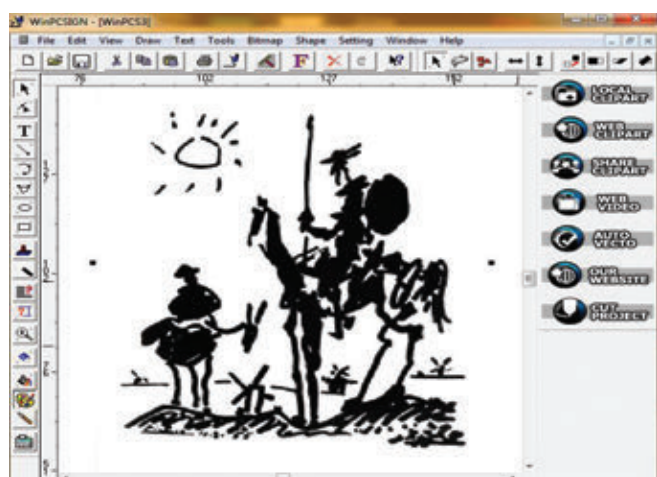 WinPCSIGN - [WinPCS3]
File Edit View Draw Text Tools Bitmap Shape Setting Window Help
76 102 127 152
LOCAL CLIPART
WEB CLIPART
SHARE CLIPART
WEB VIDEO
AUTO VECTO
OUR WEBSITE
CUT PROJECT